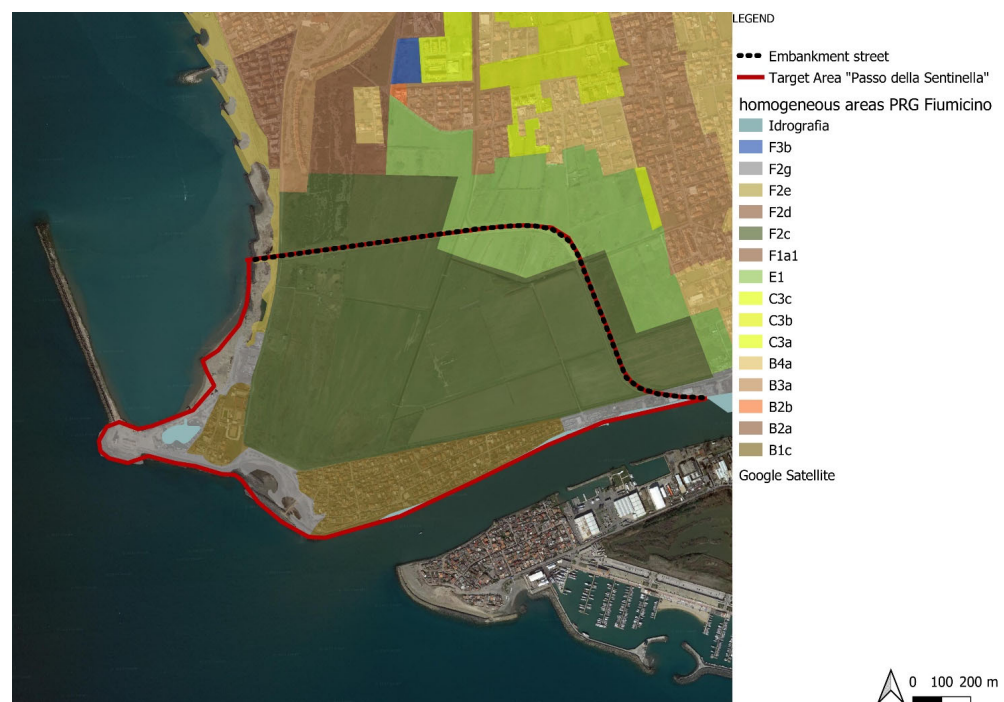 LEGEND
Embankment street
Target Area "Passo della Sentinella"
homogeneous areas PRG Fiumicino
Idrografia
F3b
F2g
F2e
F2d
F2c
F1a1
E1
C3c
C3b
C3a
B4a
B3a
B2b
B2a
B1c
Google Satellite
0 100 200 m